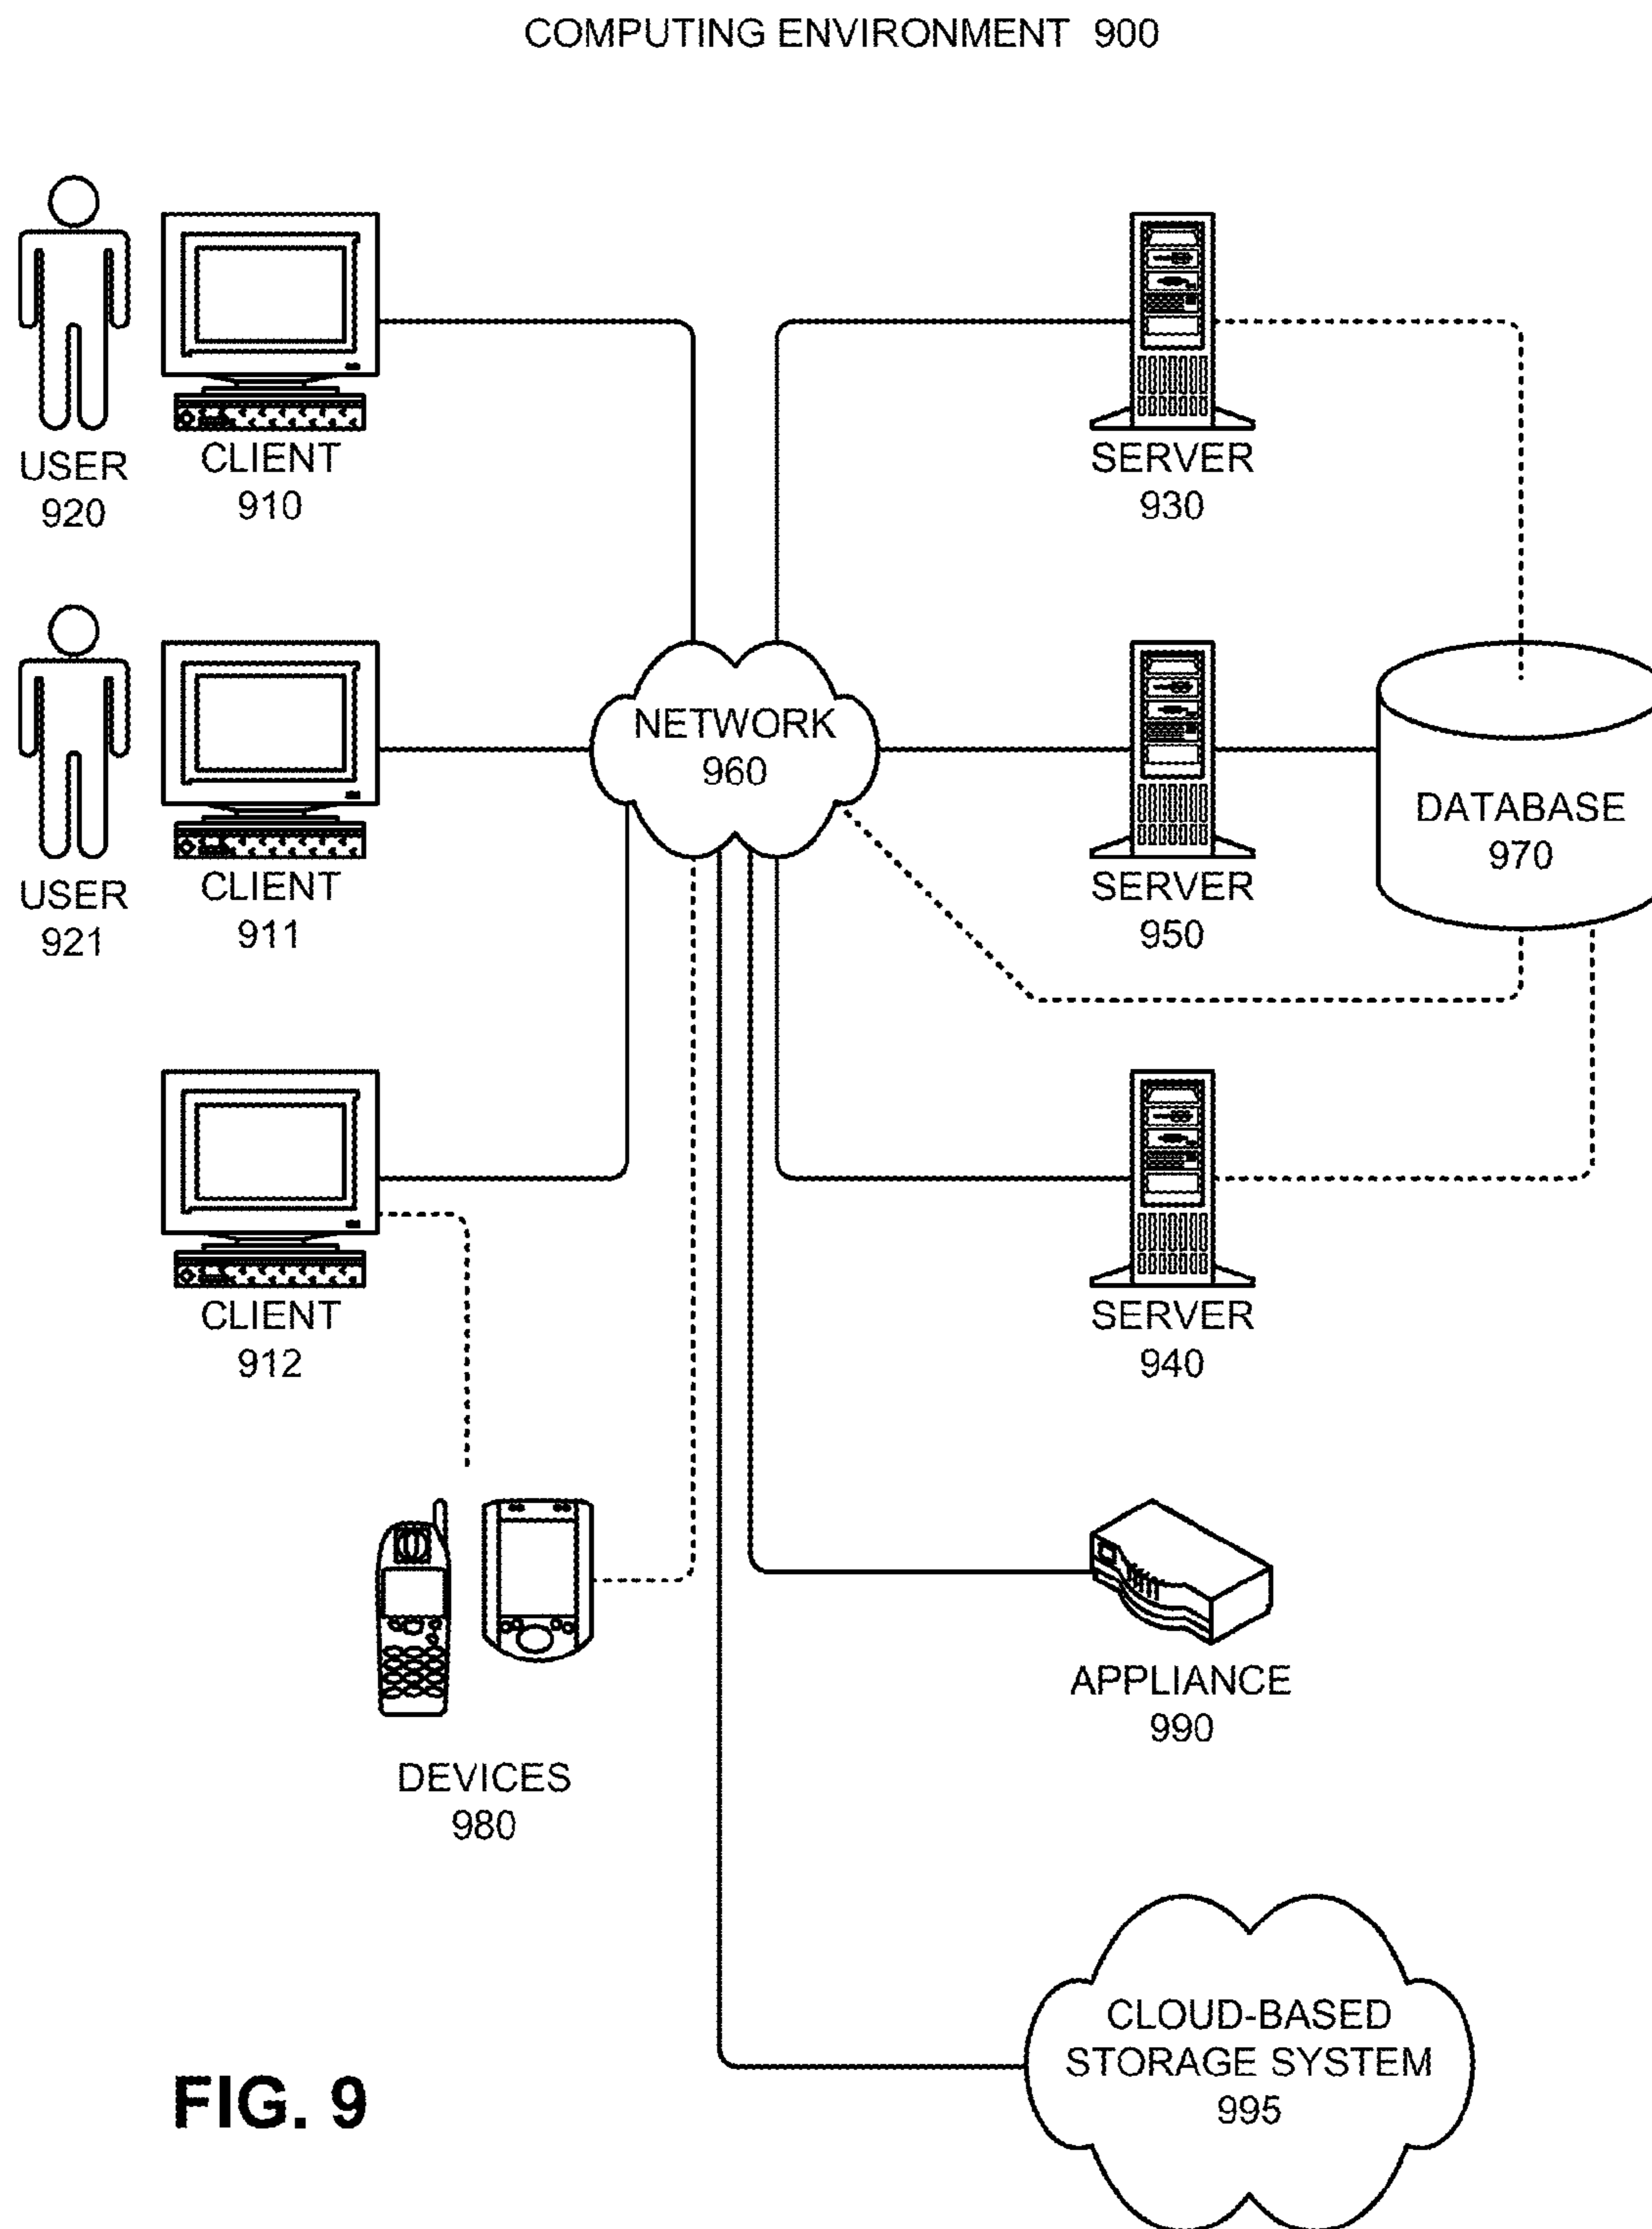 COMPUTING ENVIRONMENT 900
USER
920
CLIENT
910
SERVER
930
USER
921
CLIENT
911
NETWORK
960
SERVER
950
DATABASE
970
CLIENT
912
SERVER
940
DEVICES
980
APPLIANCE
990
CLOUD-BASED
STORAGE SYSTEM
995
FIG. 9